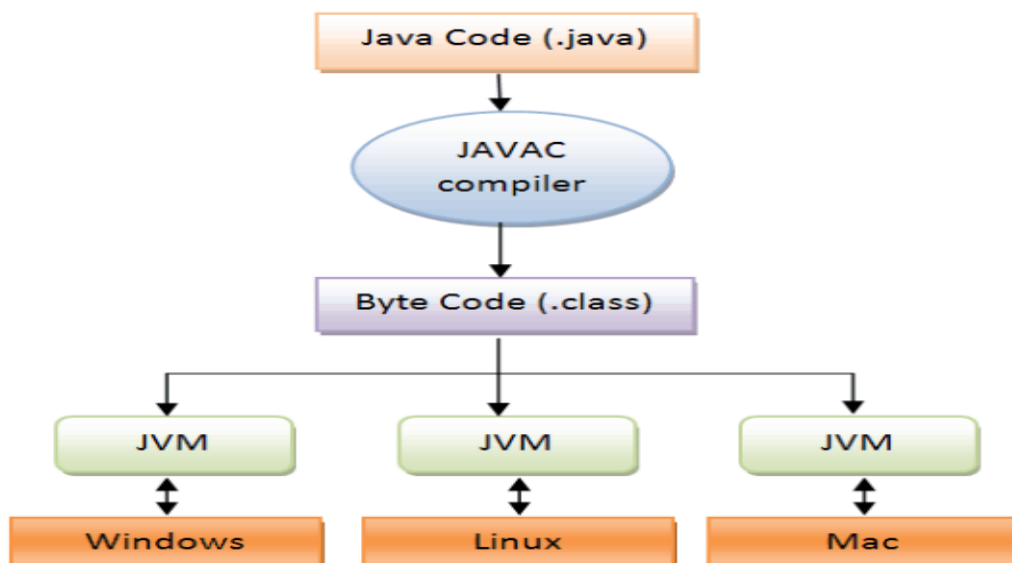 Java Code (.java)
JAVAC
compiler
Byte Code (.class)
JVM
JVM
JVM
Windows
Linux
Mac